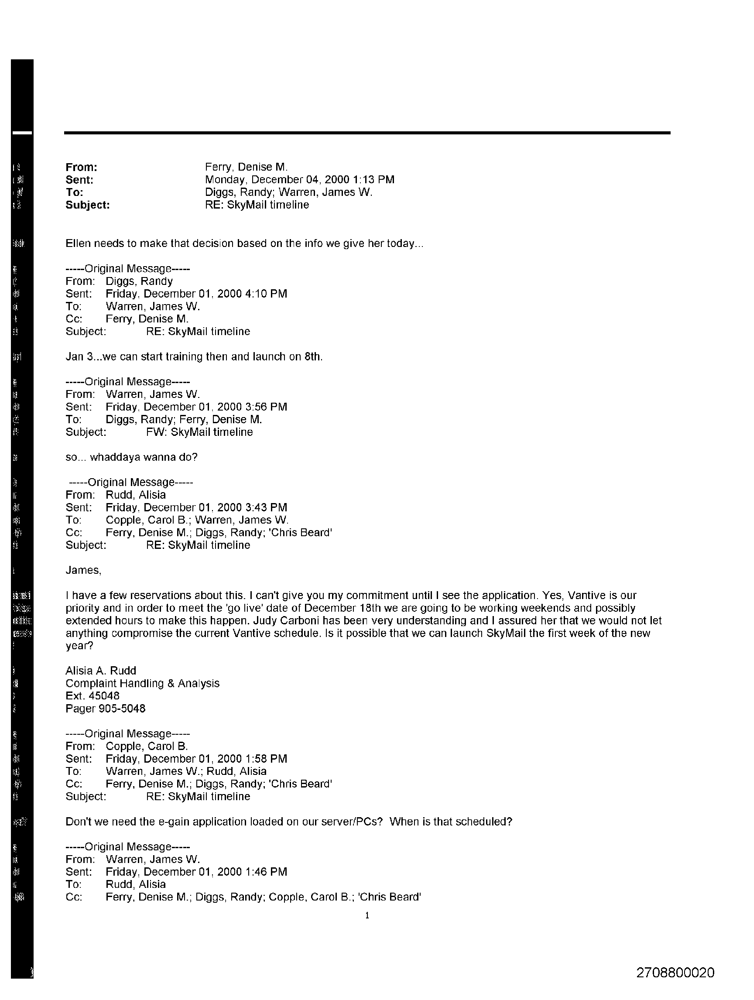 From: Ferry, Denise M.
Sent: Monday, December 04, 2000 1:13 PM
To: Diggs, Randy; Warren, James W.
Subject: RE: SkyMail timeline
Ellen needs to make that decision based on the info we give her today...
-----Original Message-----
From: Diggs, Randy
Sent: Friday, December 01, 2000 4:10 PM
To: Warren, James W.
Cc: Ferry, Denise M.
Subject: RE: SkyMail timeline
Jan 3...we can start training then and launch on 8th.
-----Original Message-----
From: Warren, James W.
Sent: Friday, December 01, 2000 3:56 PM
To: Diggs, Randy; Ferry, Denise M.
Subject: FW: SkyMail timeline
so... whaddaya wanna do?
-----Original Message-----
From: Rudd, Alisia
Sent: Friday, December 01, 2000 3:43 PM
To: Copple, Carol B.; Warren, James W.
Cc: Ferry, Denise M.; Diggs, Randy; 'Chris Beard'
Subject: RE: SkyMail timeline
James,
I have a few reservations about this. I can't give you my commitment until I see the application. Yes, Vantive is our
priority and in order to meet the 'go live' date of December 18th we are going to be working weekends and possibly
extended hours to make this happen. Judy Carboni has been very understanding and I assured her that we would not let
anything compromise the current Vantive schedule. Is it possible that we can launch SkyMail the first week of the new
year?
Alisia A. Rudd
Complaint Handling & Analysis
Ext. 45048
Pager 905-5048
-----Original Message-----
From: Copple, Carol B.
Sent: Friday, December 01, 2000 1:58 PM
To: Warren, James W.; Rudd, Alisia
Cc: Ferry, Denise M.; Diggs, Randy; 'Chris Beard'
Subject: RE: SkyMail timeline
Don't we need the e-gain application loaded on our server/PCs? When is that scheduled?
-----Original Message-----
From: Warren, James W.
Sent: Friday, December 01, 2000 1:46 PM
To: Rudd, Alisia
Cc: Ferry, Denise M.; Diggs, Randy; Copple, Carol B.; 'Chris Beard'
1
2708800020